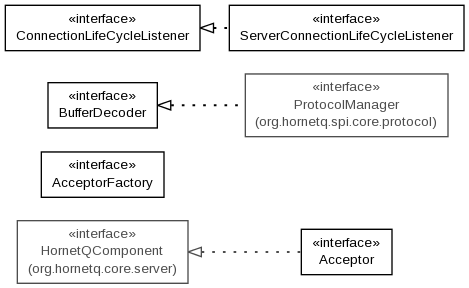 «interface»
ConnectionLifeCycleListener
«interface»
ServerConnectionLifeCycleListener
«interface»
BufferDecoder
«interface»
ProtocolManager
(org.hornetq.spi.core.protocol)
«interface»
AcceptorFactory
«interface»
HornetQComponent
(org.hornetq.core.server)
«interface»
Acceptor